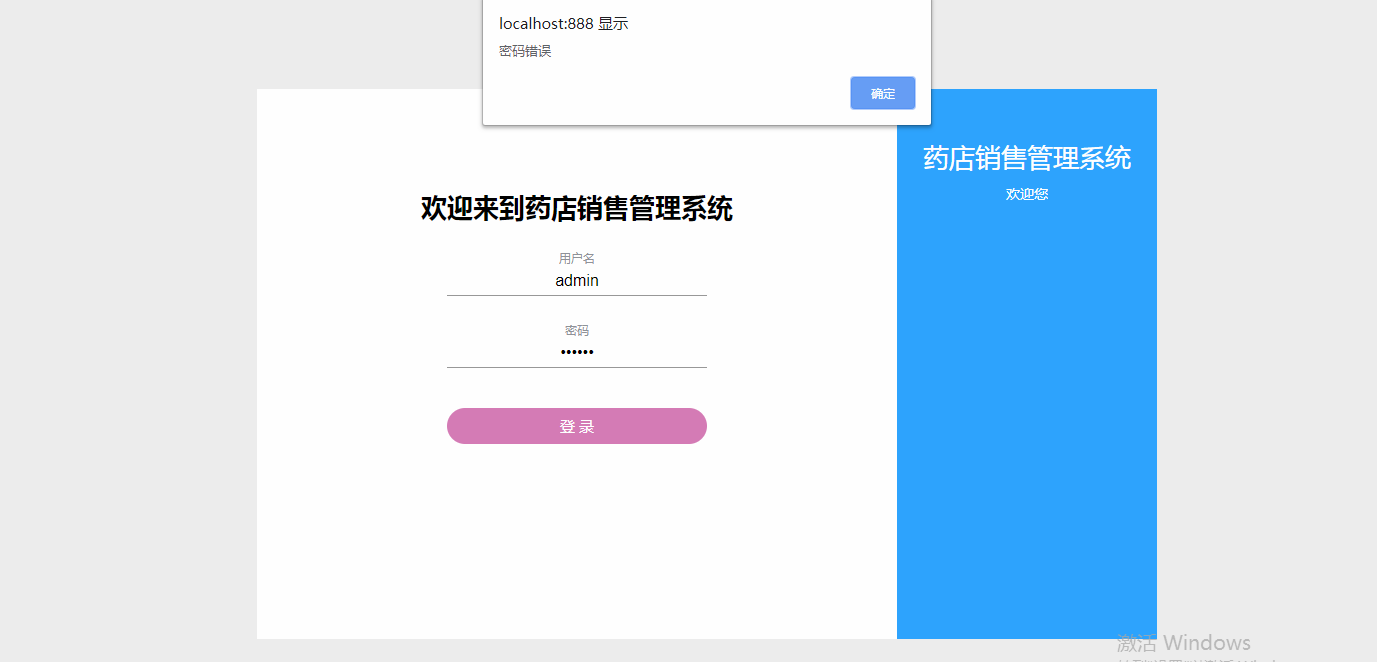 localhost:888 显示
密码错误
确定
药店销售管理系统
欢迎您
欢迎来到药店销售管理系统
用户名
admin
密码
••••••
登 录
激活 Windows